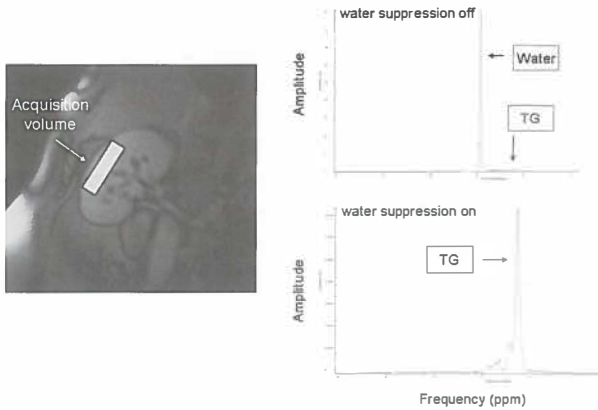 water suppression off
Amplitude
Water
TG
Acquisition
volume
water suppression on
TG
Amplitude
Frequency (ppm)